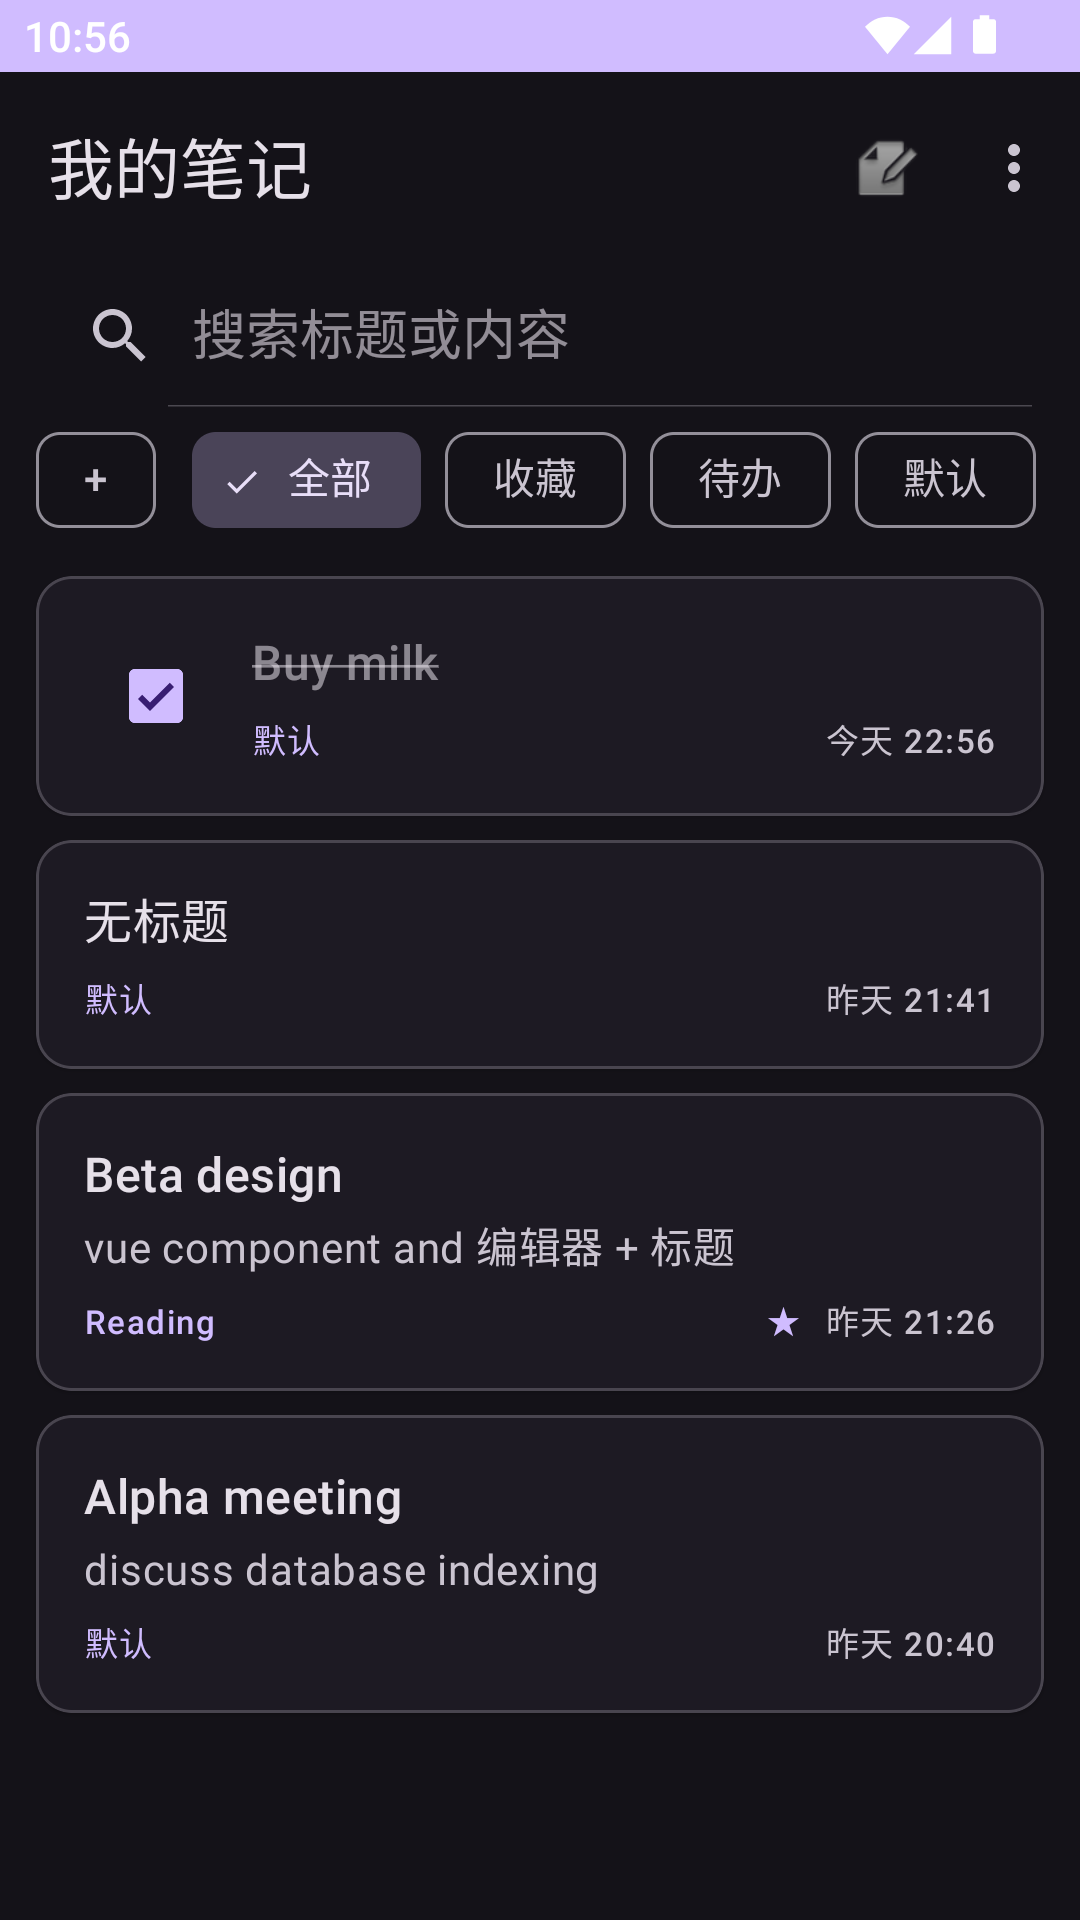 10:56
我的笔记
搜索标题或内容
+ 全部 收藏 待办 默认
Buy milk
默认 今天 22:56
无标题
默认 昨天 21:41
Beta design
vue component and 编辑器 + 标题
Reading ★ 昨天 21:26
Alpha meeting
discuss database indexing
默认 昨天 20:40